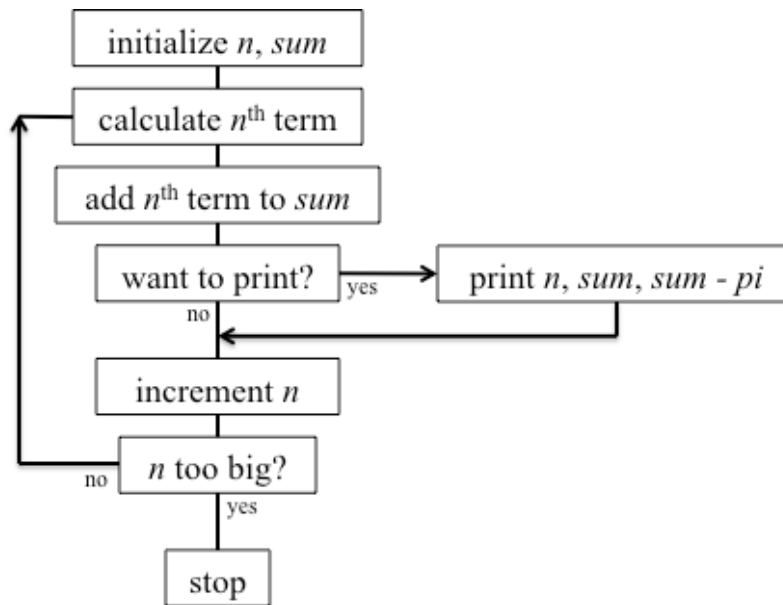 initialize n, sum
calculate nth term
add nth term to sum
want to print?
yes
print n, sum, sum - pi
no
increment n
n too big?
no
yes
stop